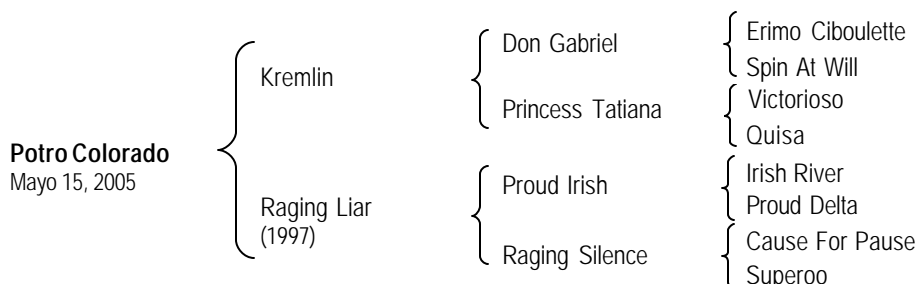 Potro Colorado
Mayo 15, 2005
Kremlin
Raging Liar
(1997)
Don Gabriel
Princess Tatiana
Proud Irish
Raging Silence
Erimo Ciboulette
Spin At Will
Victorioso
Quisa
Irish River
Proud Delta
Cause For Pause
Superoo